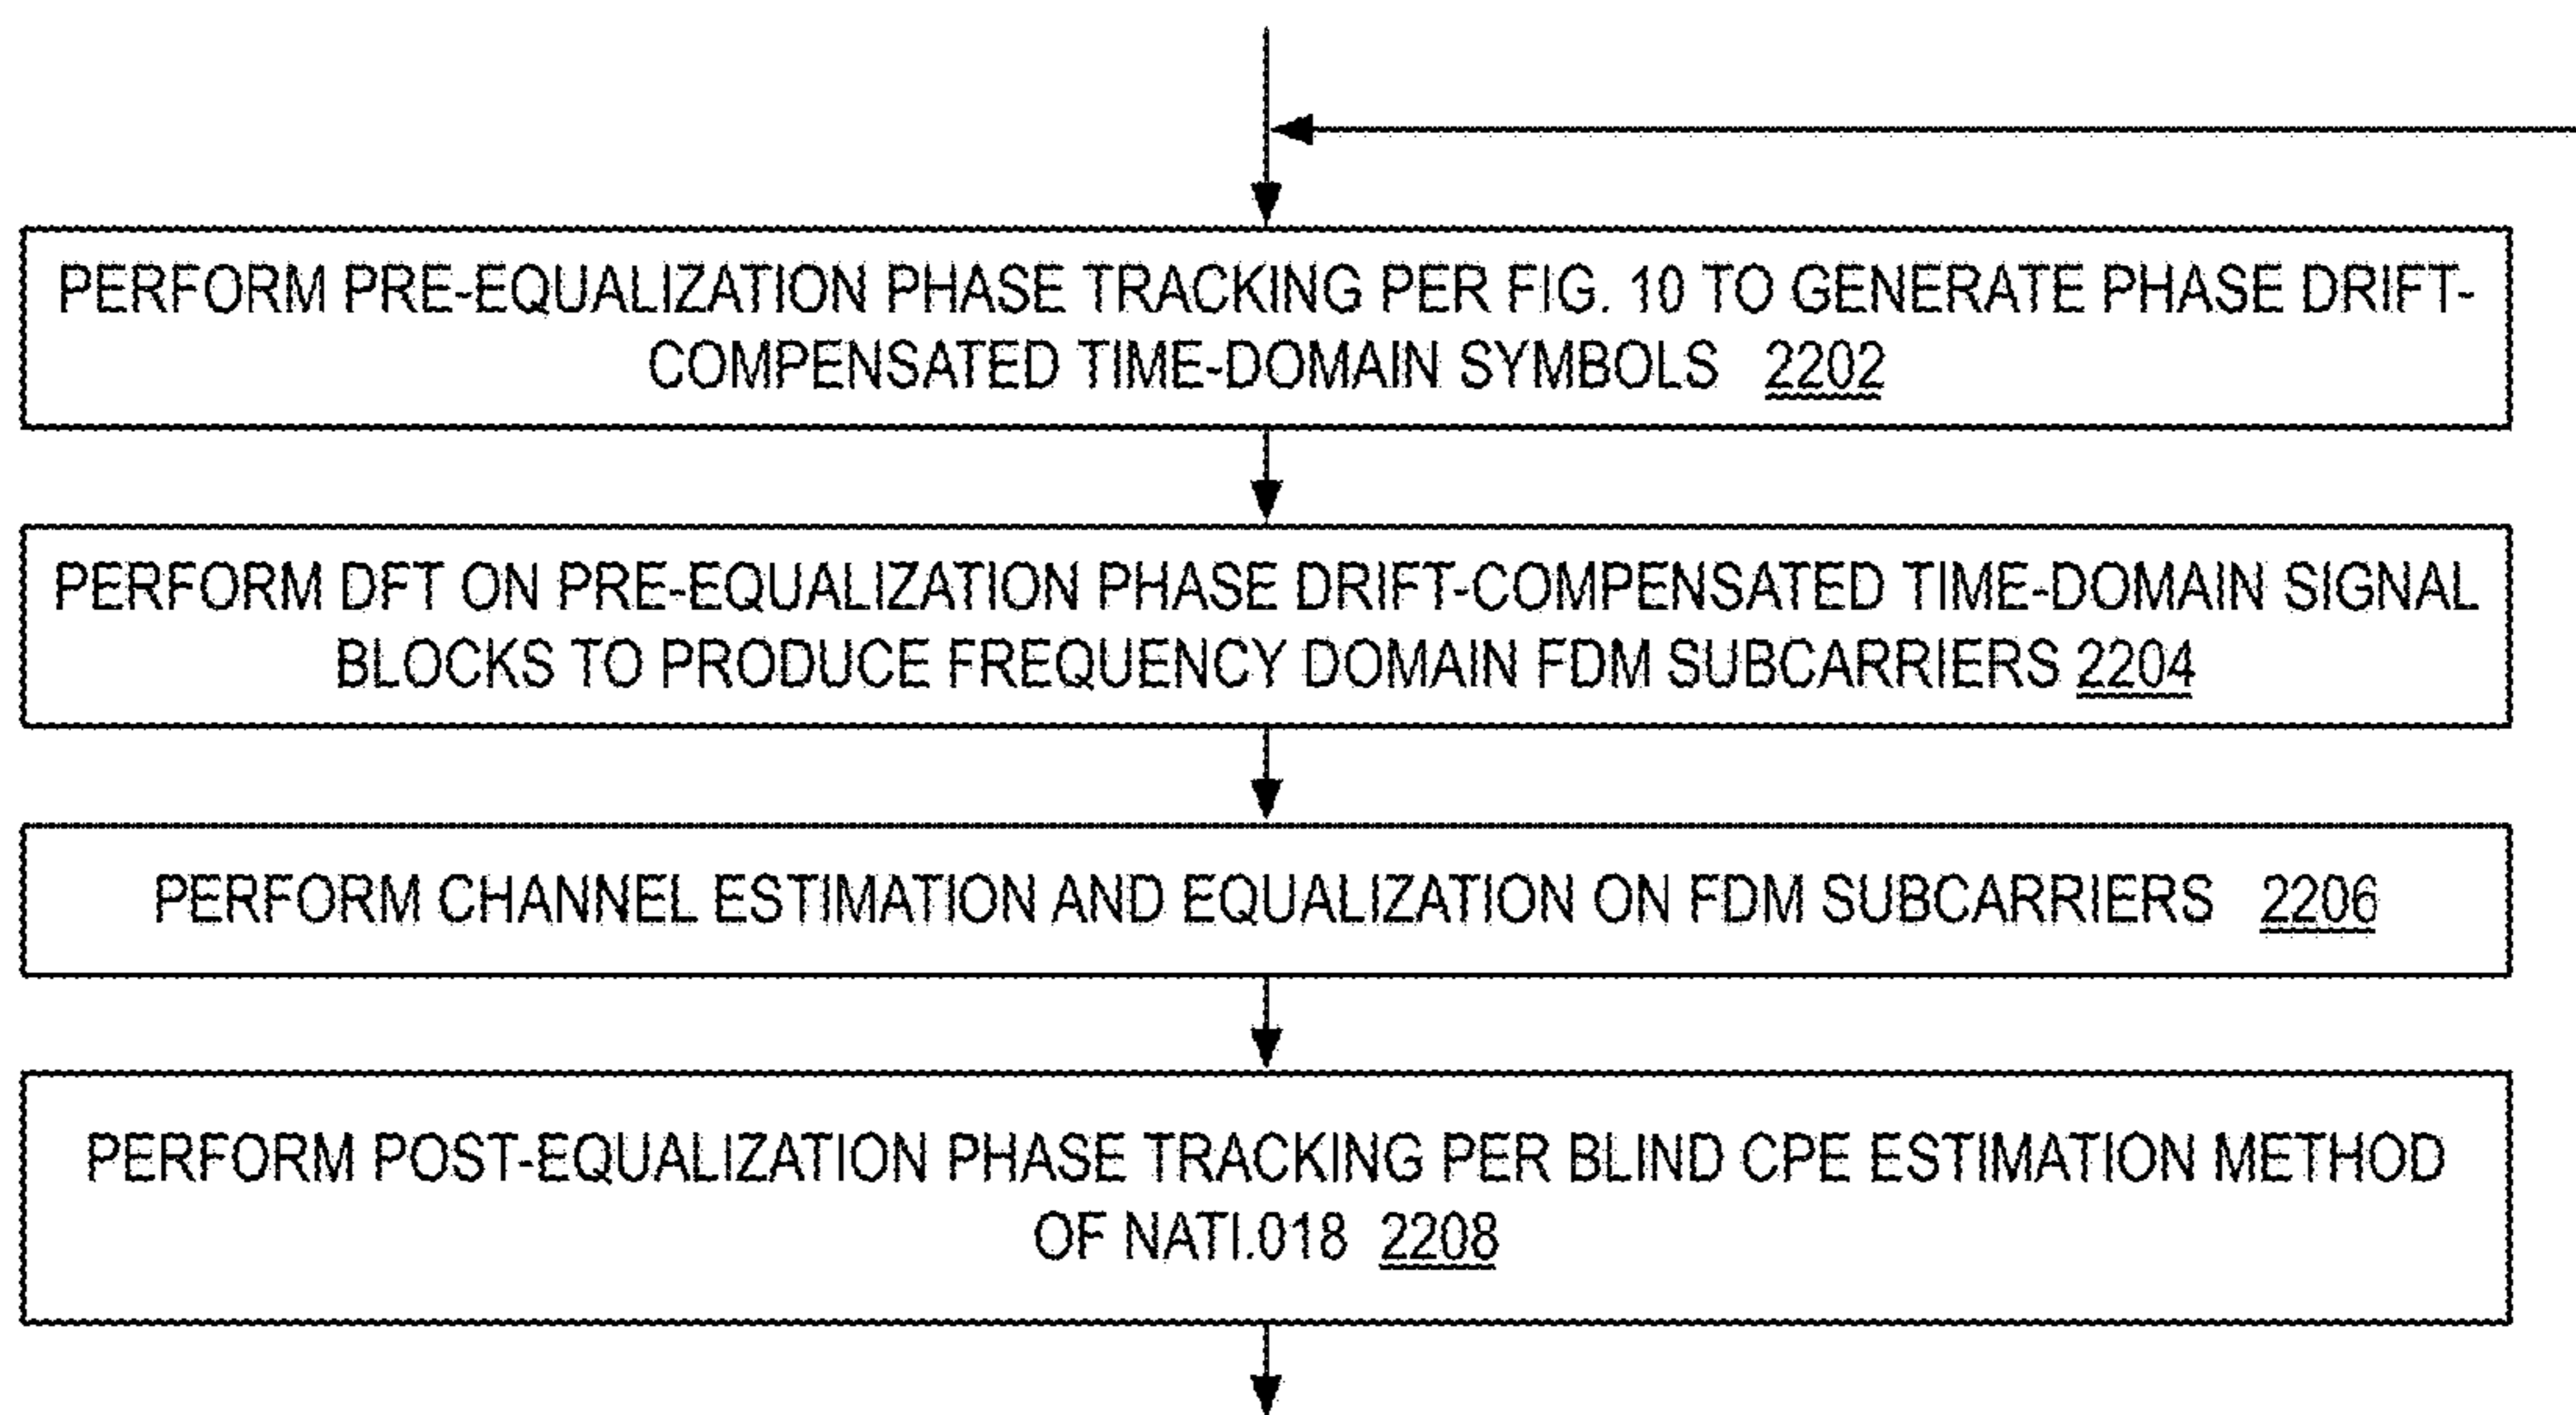 PERFORM PRE-EQUALIZATION PHASE TRACKING PER FIG. 10 TO GENERATE PHASE DRIFT-
COMPENSATED TIME-DOMAIN SYMBOLS 2202
PERFORM DFT ON PRE-EQUALIZATION PHASE DRIFT-COMPENSATED TIME-DOMAIN SIGNAL
BLOCKS TO PRODUCE FREQUENCY DOMAIN FDM SUBCARRIERS 2204
PERFORM CHANNEL ESTIMATION AND EQUALIZATION ON FDM SUBCARRIERS 2206
PERFORM POST-EQUALIZATION PHASE TRACKING PER BLIND CPE ESTIMATION METHOD
OF NATI.018 2208